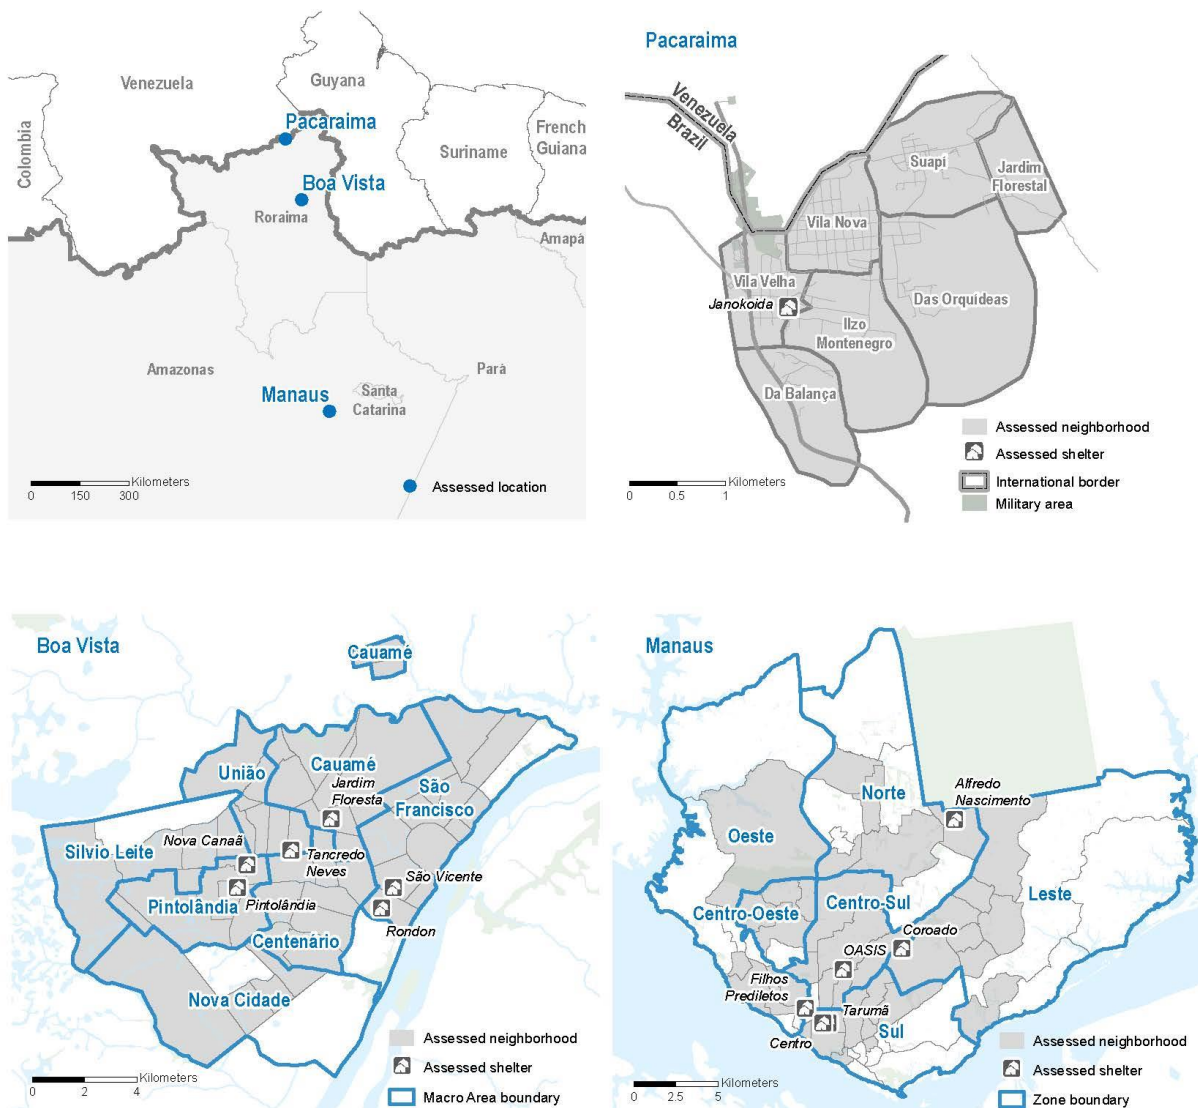 Venezuela
Guyana
Colombia
Pacaraima
Suriname
French
Guiana
Boa Vista
Roraima
Amapá
Amazonas
Pará
Manaus
Santa
Catarina
Kilometers
0 150 300
Assessed location
Pacaraima
Venezuela
Brazil
Suapí
Jardim
Florestal
Vila Nova
Vila Velha
Janokoida
Das Orquídeas
Ilzo
Montenegro
Da Balança
Assessed neighborhood
Assessed shelter
International border
Military area
Kilometers
0 0.5 1
Boa Vista
Cauamé
União
Cauamé
Jardim
Floresta
São
Francisco
Nova Canaã
Silvio Leite
Tancredo
Neves
São Vicente
Pintolândia
Pintolândia
Rondon
Centenário
Nova Cidade
Assessed neighborhood
Assessed shelter
Macro Area boundary
Kilometers
0 2 4
Manaus
Norte
Alfredo
Nascimento
Oeste
Leste
Centro-Oeste
Centro-Sul
Coroado
OASIS
Filhos
Prediletos
Tarumã
Centro
Sul
Assessed neighborhood
Assessed shelter
Zone boundary
Kilometers
0 2.5 5